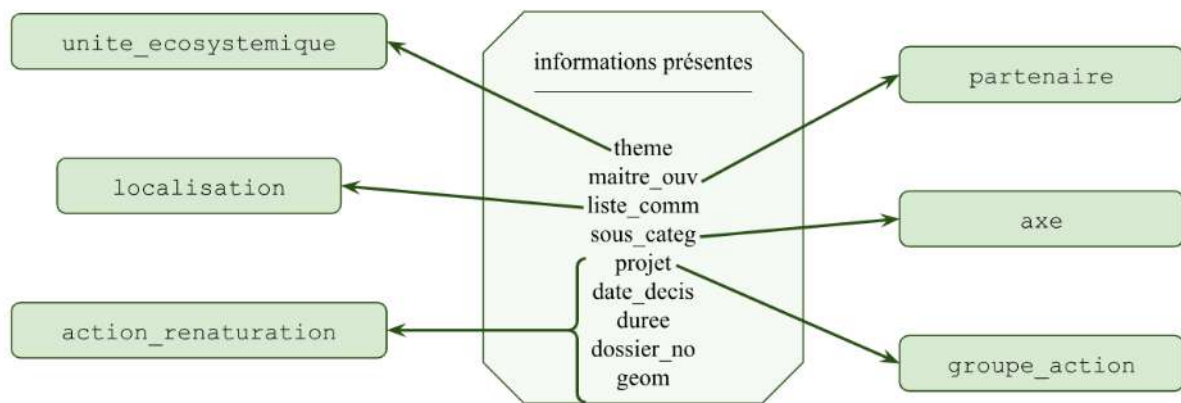 unite_ecosystemique
localisation
action_renaturation
informations présentes
theme
maitre_ouv
liste_comm
sous_categ
projet
date_decis
duree
dossier_no
geom
partenaire
axe
groupe_action